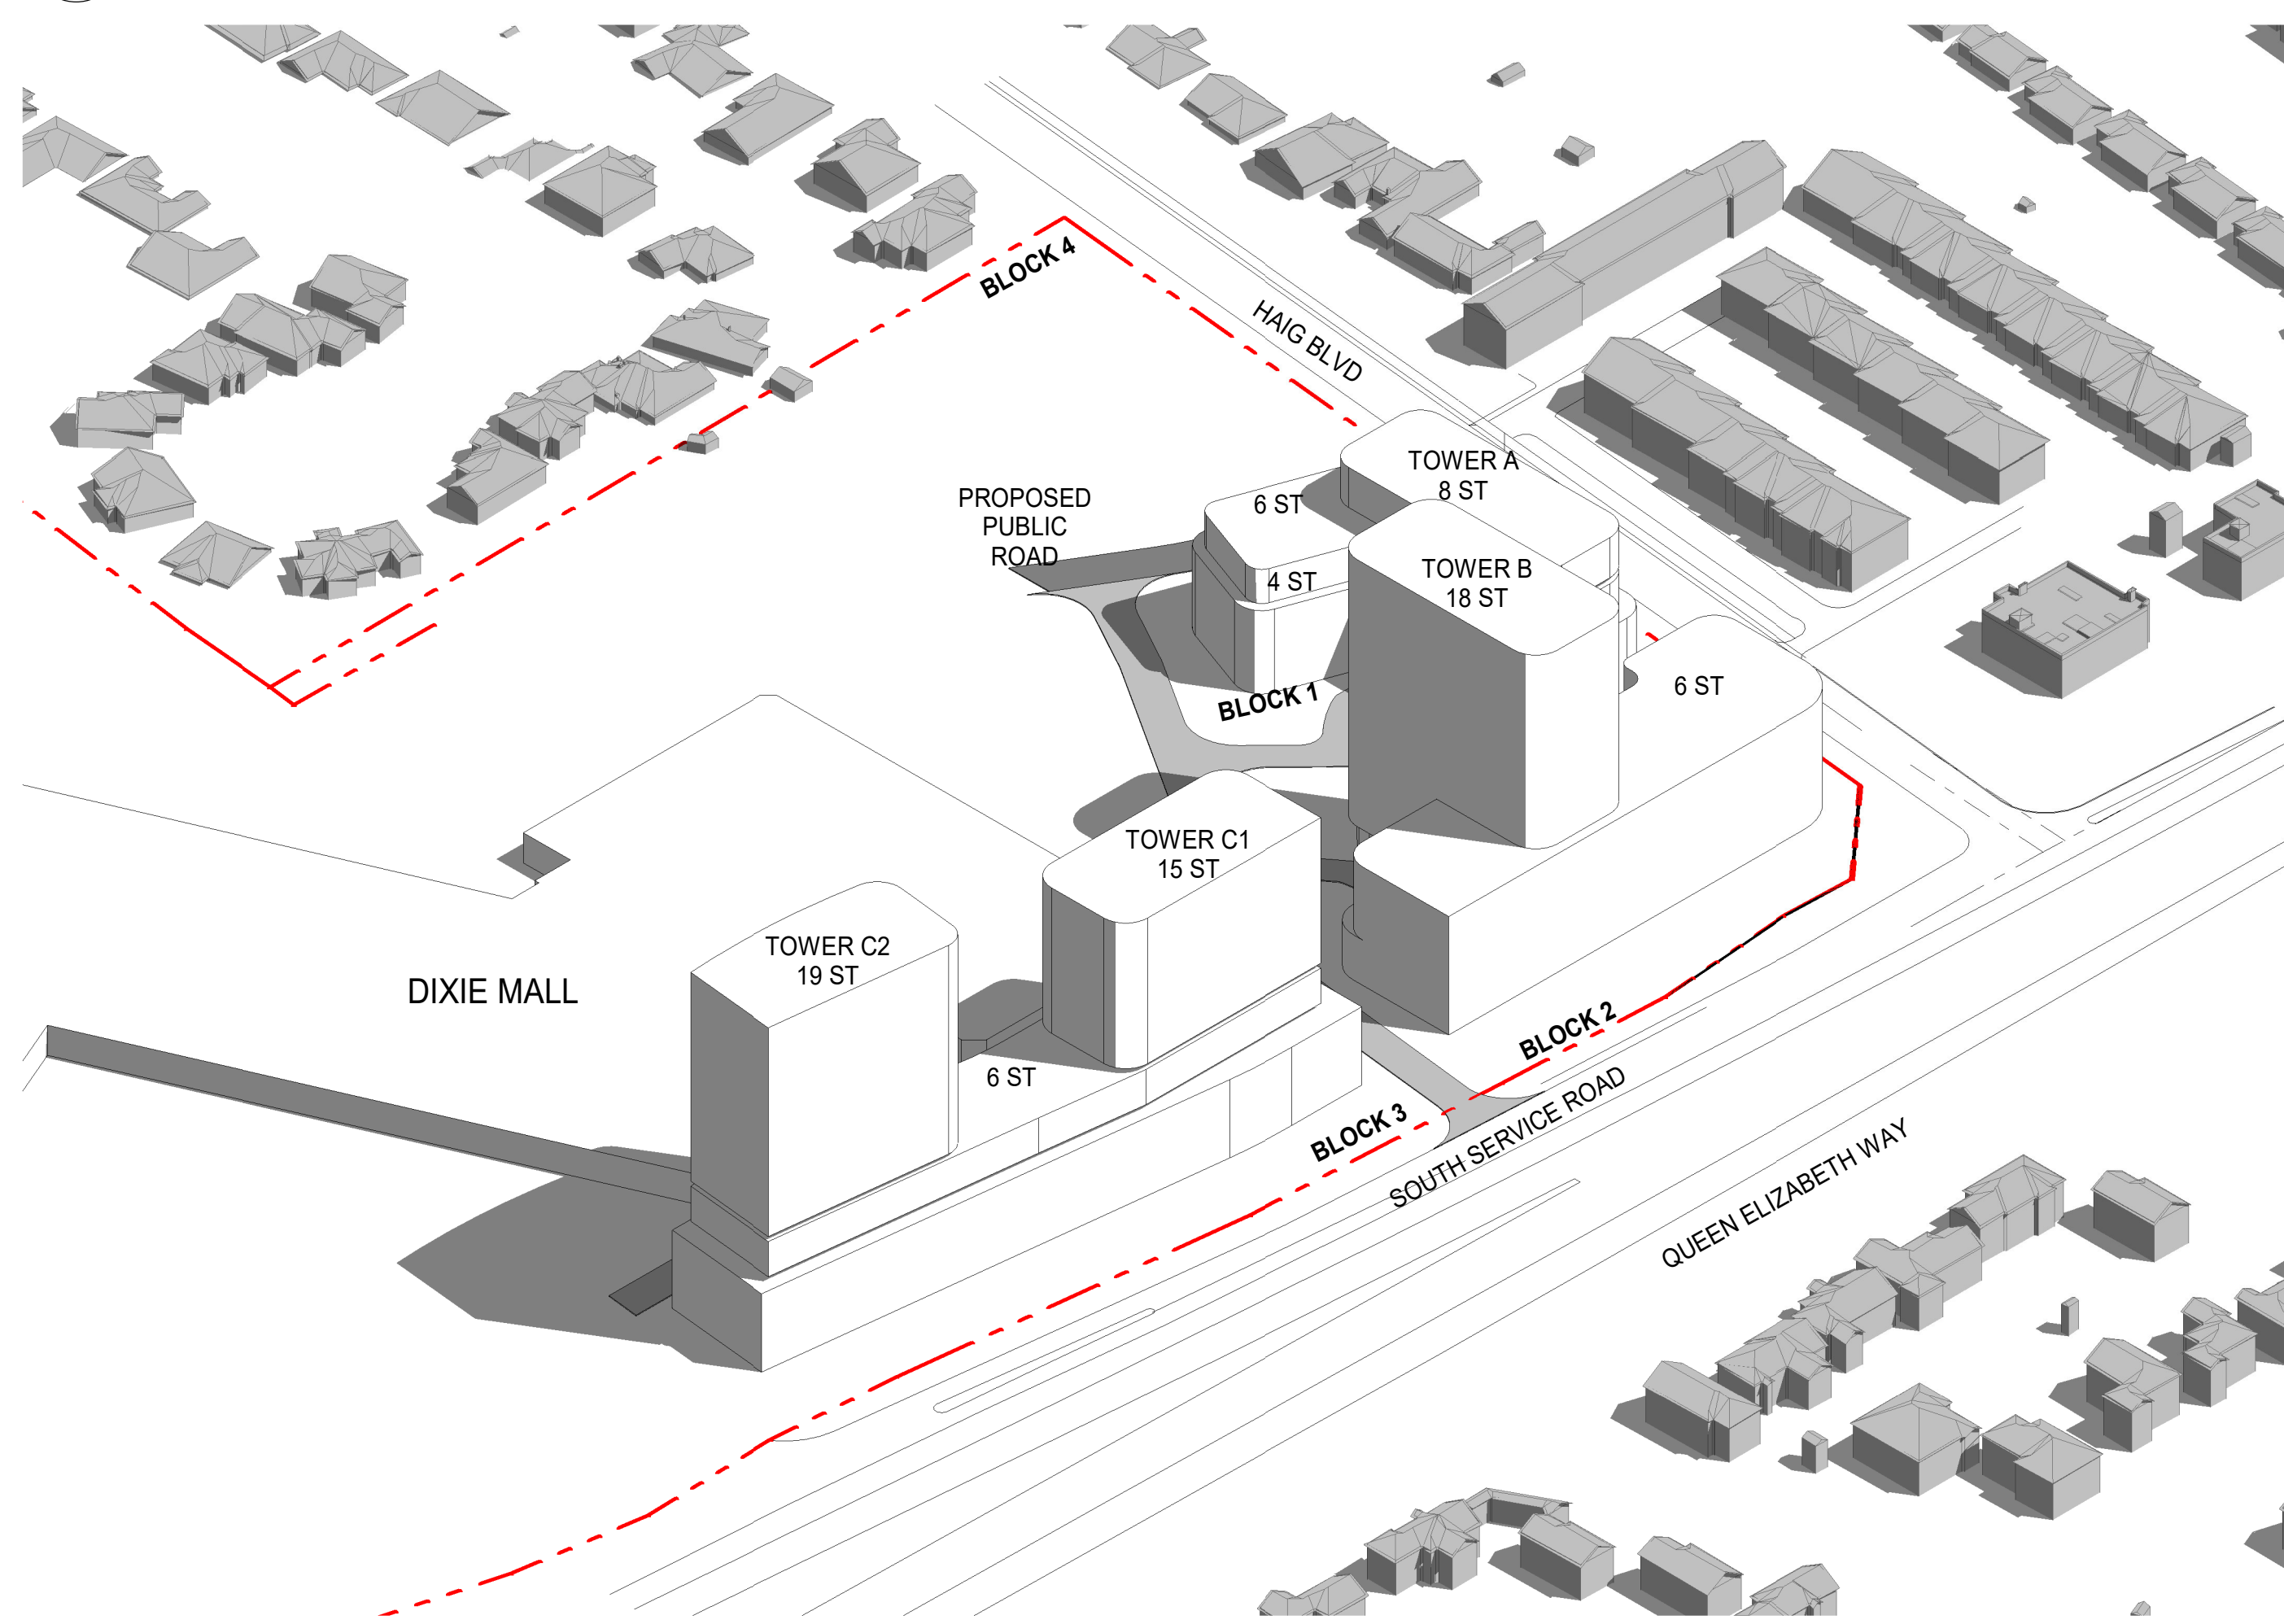 BLOCK 4
HAIG BLVD
TOWER A
8 ST
PROPOSED
PUBLIC
ROAD
6 ST
4 ST
TOWER B
18 ST
BLOCK 1
6 ST
TOWER C1
15 ST
TOWER C2
19 ST
DIXIE MALL
6 ST
BLOCK 2
BLOCK 3
SOUTH SERVICE ROAD
QUEEN ELIZABETH WAY